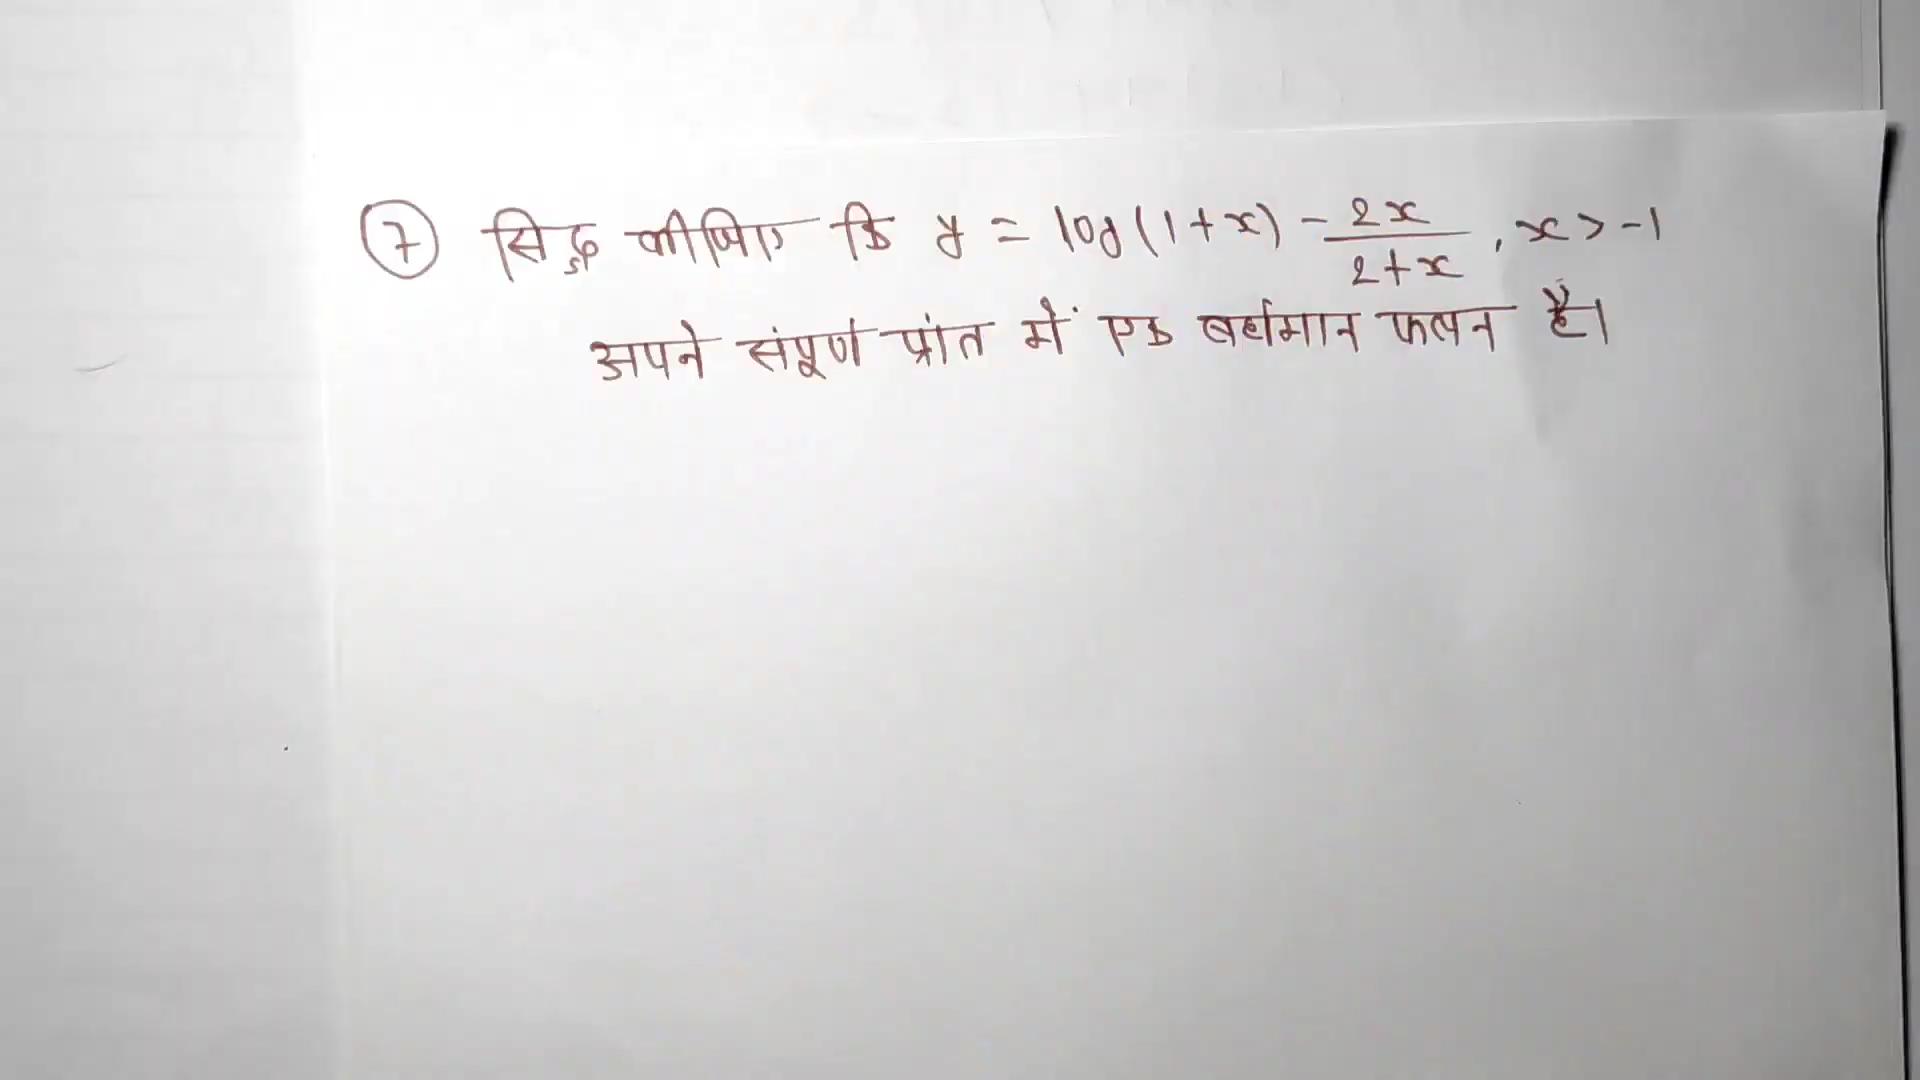 7 सिद्ध कीजिए कि y = log(1+x) - 2x/(2+x), x > -1
अपने संपूर्ण प्रांत में एक वर्धमान फलन है।